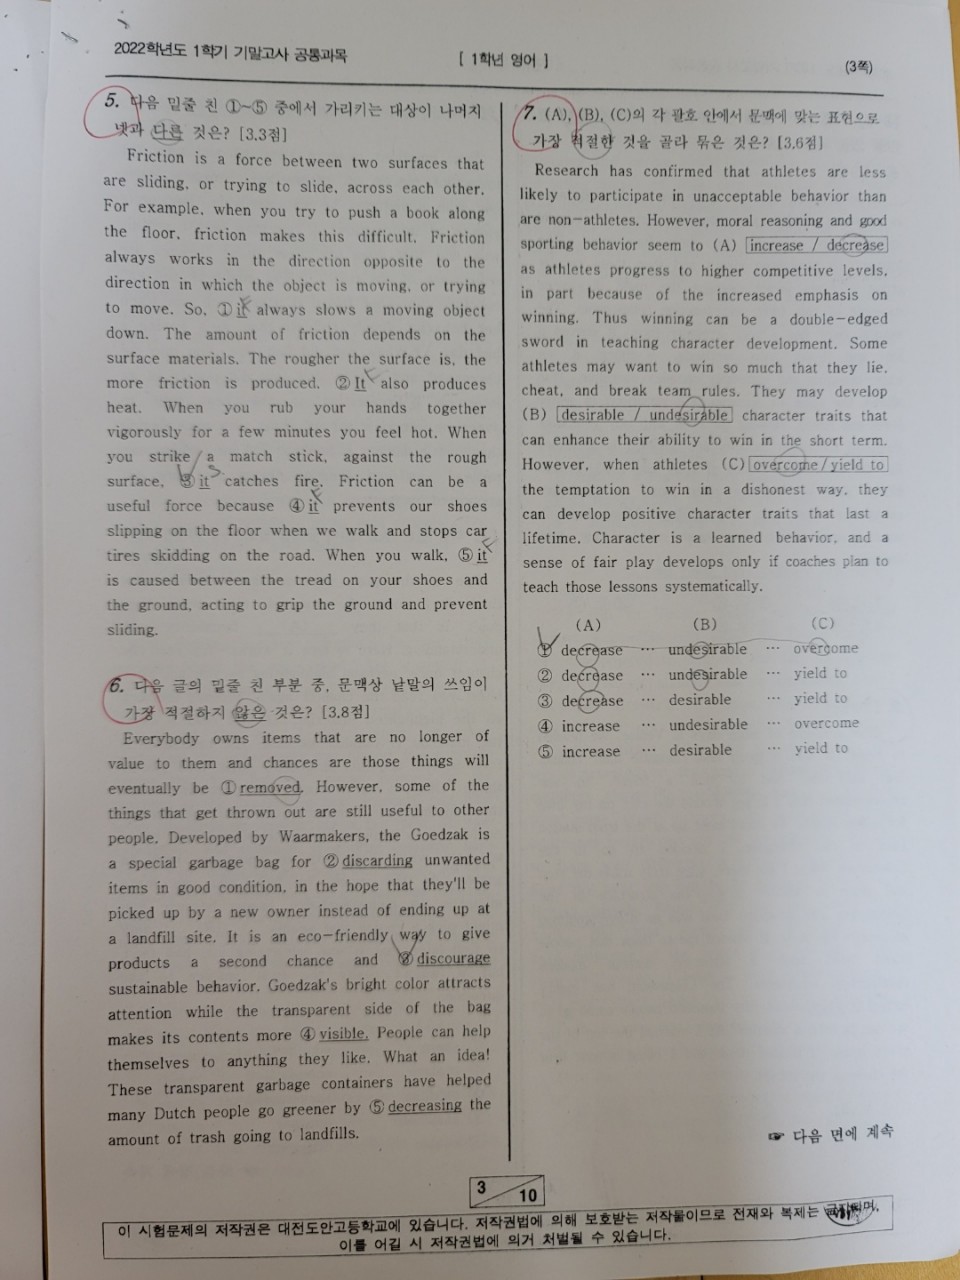 2022학년도 1학기 기말고사 공통과목
[ 1학년 영어 ]
(3쪽)
5. 다음 밑줄 친 ①~⑤ 중에서 가리키는 대상이 나머지
넷과 다른 것은? [3.3점]
Friction is a force between two surfaces that
are sliding, or trying to slide, across each other.
For example, when you try to push a book along
the floor, friction makes this difficult. Friction
always works in the direction opposite to the
direction in which the object is moving, or trying
to move. So, ① it always slows a moving object
down. The amount of friction depends on the
surface materials. The rougher the surface is, the
more friction is produced. ② It also produces
heat. When you rub your hands together
vigorously for a few minutes you feel hot. When
you strike a match stick, against the rough
surface, ③ it catches fire. Friction can be a
useful force because ④ it prevents our shoes
slipping on the floor when we walk and stops car
tires skidding on the road. When you walk, ⑤ it
is caused between the tread on your shoes and
the ground, acting to grip the ground and prevent
sliding.
6. 다음 글의 밑줄 친 부분 중, 문맥상 낱말의 쓰임이
가장 적절하지 않은 것은? [3.8점]
Everybody owns items that are no longer of
value to them and chances are those things will
eventually be ① removed. However, some of the
things that get thrown out are still useful to other
people. Developed by Waarmakers, the Goedzak is
a special garbage bag for ② discarding unwanted
items in good condition, in the hope that they'll be
picked up by a new owner instead of ending up at
a landfill site. It is an eco-friendly way to give
products a second chance and ③ discourage
sustainable behavior. Goedzak's bright color attracts
attention while the transparent side of the bag
makes its contents more ④ visible. People can help
themselves to anything they like. What an idea!
These transparent garbage containers have helped
many Dutch people go greener by ⑤ decreasing the
amount of trash going to landfills.
7. (A), (B), (C)의 각 괄호 안에서 문맥에 맞는 표현으로
가장 적절한 것을 골라 묶은 것은? [3.6점]
Research has confirmed that athletes are less
likely to participate in unacceptable behavior than
are non-athletes. However, moral reasoning and good
sporting behavior seem to (A) increase / decrease
as athletes progress to higher competitive levels,
in part because of the increased emphasis on
winning. Thus winning can be a double-edged
sword in teaching character development. Some
athletes may want to win so much that they lie,
cheat, and break team rules. They may develop
(B) desirable / undesirable character traits that
can enhance their ability to win in the short term.
However, when athletes (C) overcome / yield to
the temptation to win in a dishonest way, they
can develop positive character traits that last a
lifetime. Character is a learned behavior, and a
sense of fair play develops only if coaches plan to
teach those lessons systematically.
(A) (B) (C)
① decrease … undesirable … overcome
② decrease … undesirable … yield to
③ decrease … desirable … yield to
④ increase … undesirable … overcome
⑤ increase … desirable … yield to
☞ 다음 면에 계속
3 / 10
이 시험문제의 저작권은 대전도안고등학교에 있습니다. 저작권법에 의해 보호받는 저작물이므로 전재와 복제는
이를 어길 시 저작권법에 의거 처벌될 수 있습니다.